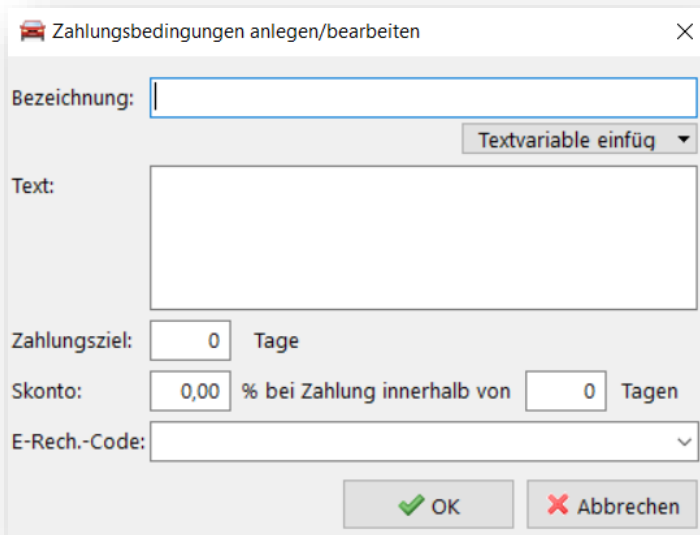 Zahlungsbedingungen anlegen/bearbeiten
Bezeichnung:
Textvariable einfüg
Text:
Zahlungsziel: 0 Tage
Skonto: 0,00 % bei Zahlung innerhalb von 0 Tagen
E-Rech.-Code:
OK Abbrechen